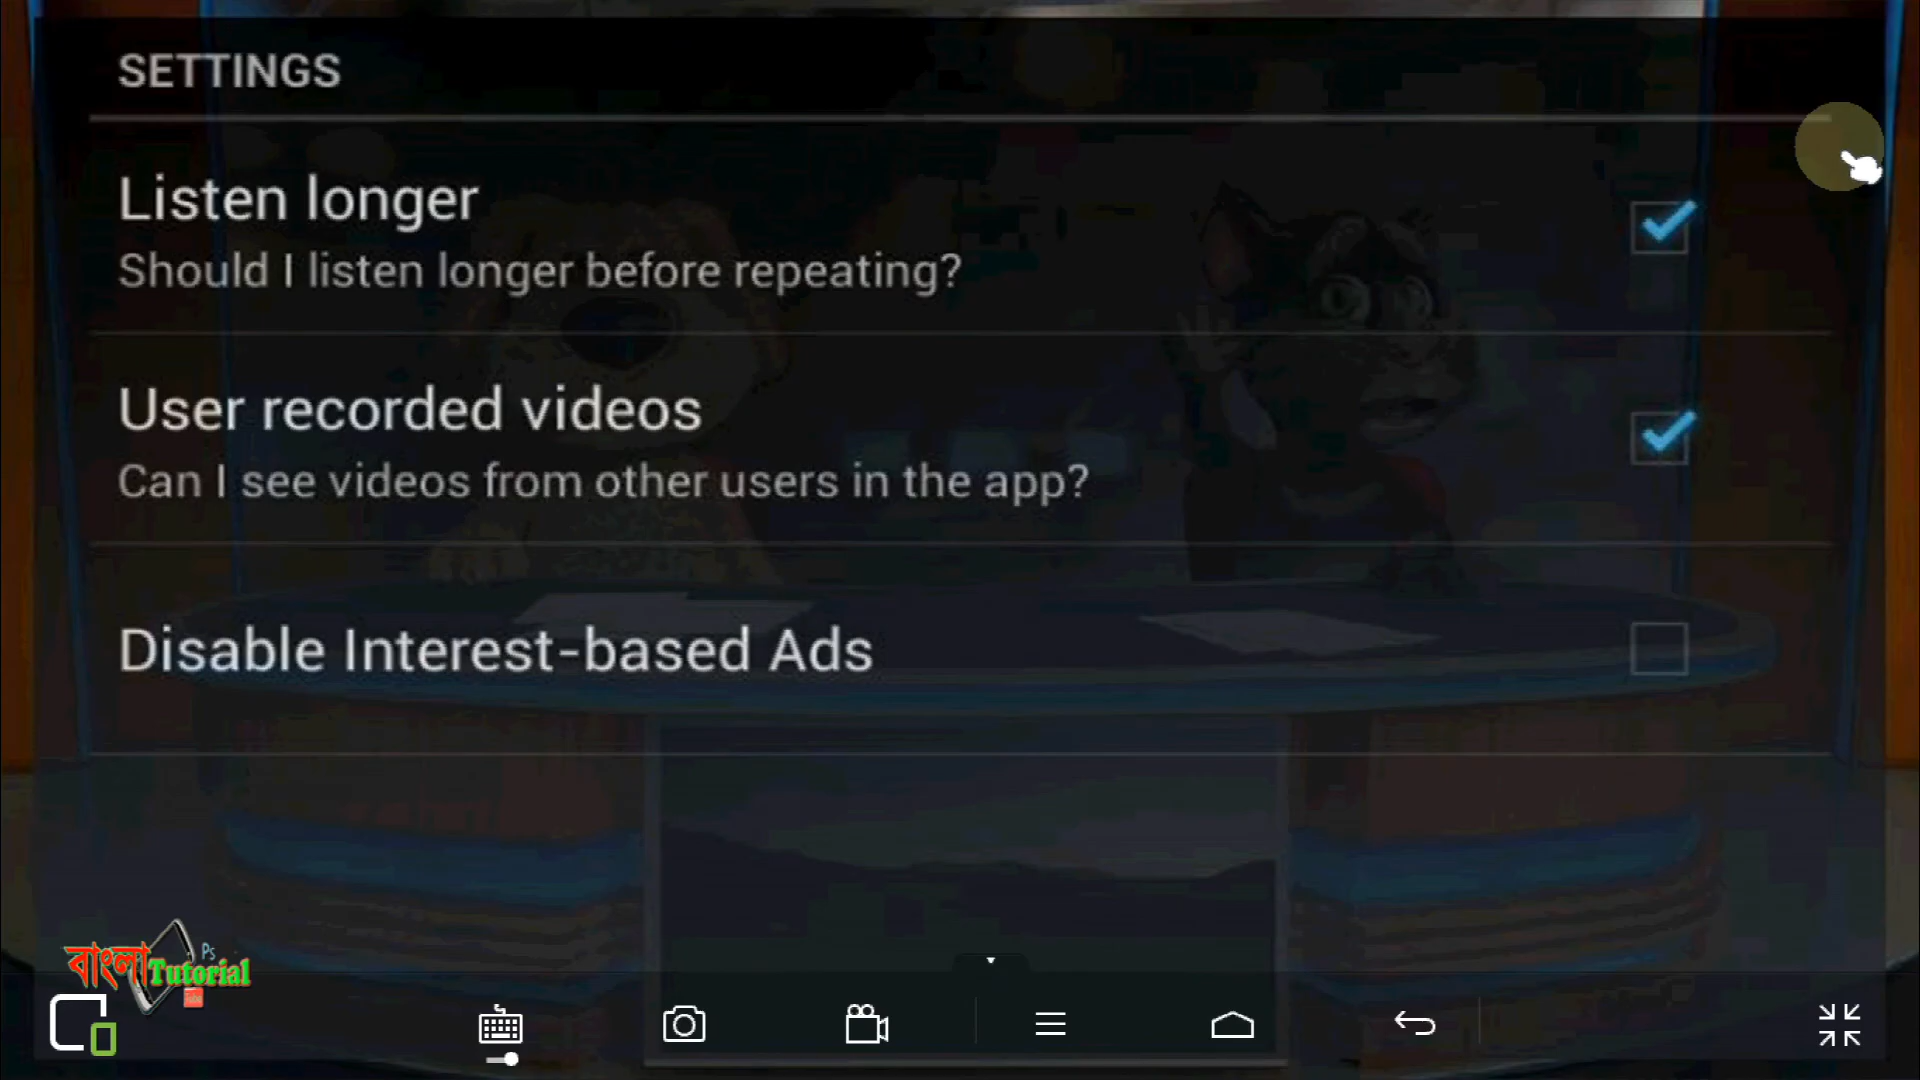 SETTINGS
Listen longer
Should I listen longer before repeating?
User recorded videos
Can I see videos from other users in the app?
Disable Interest-based Ads
Ps
বাংলা Tutorial